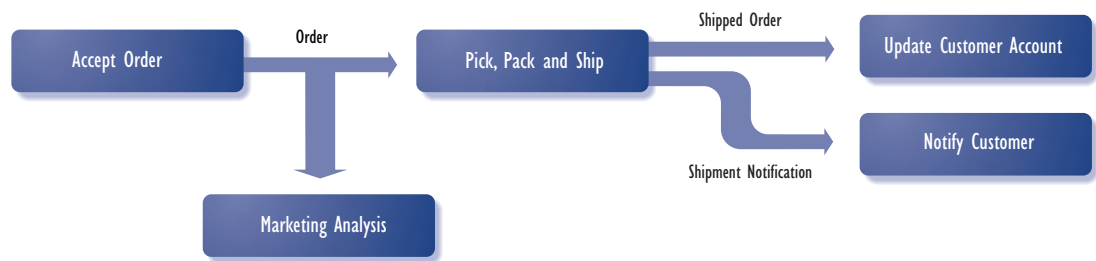 Accept Order
Order
Pick, Pack and Ship
Shipped Order
Update Customer Account
Shipment Notification
Notify Customer
Marketing Analysis